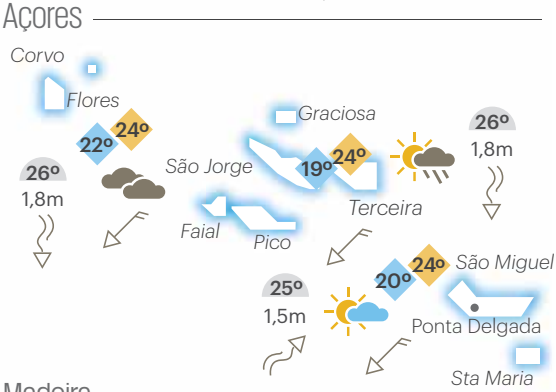 Açores
Corvo
Flores
22º 24º
26º
1,8m
Graciosa
São Jorge
19º 24º
Terceira
26º
1,8m
Faial
Pico
25º
1,5m
20º 24º
São Miguel
Ponta Delgada
Sta Maria
Madeira